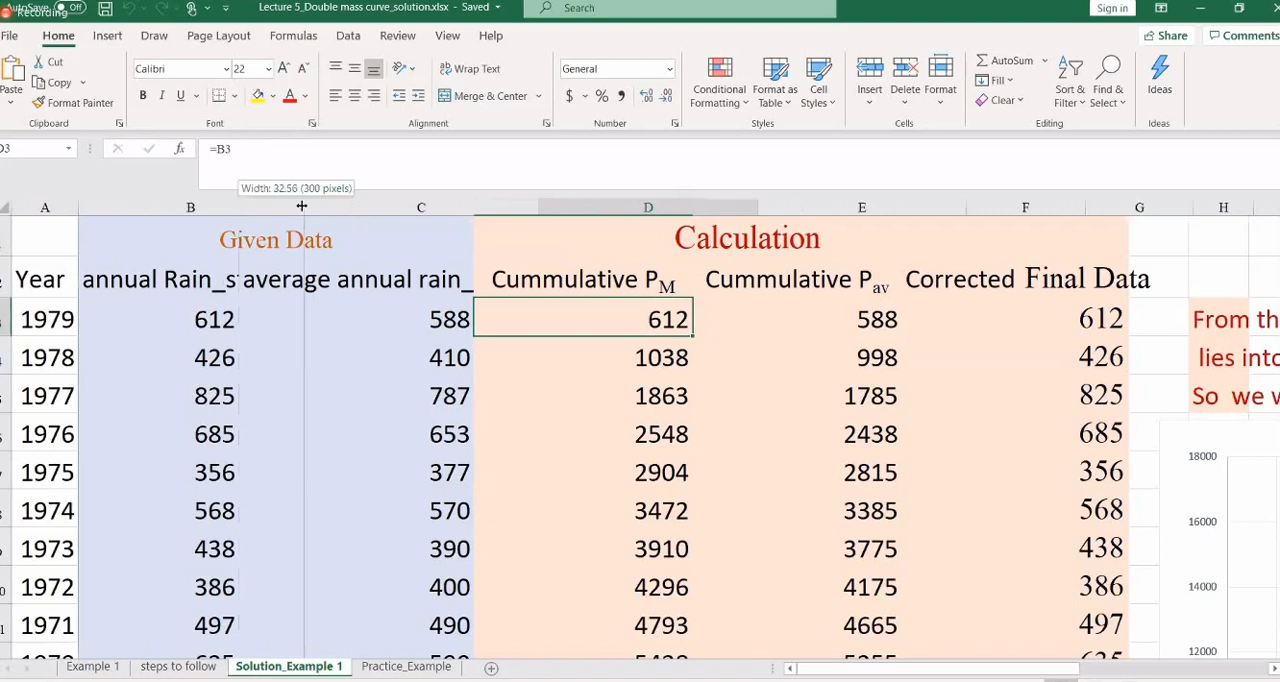 AutoSave Off Lecture 5_Double mass curve_solution.xlsx - Saved Search Sign in
Recording
File Home Insert Draw Page Layout Formulas Data Review View Help Share Comments
Cut Calibri 22 Wrap Text General AutoSum
Copy Fill
Paste Format Painter B I U Merge & Center $ % Conditional Formatting Format as Table Cell Styles Insert Delete Format Clear Sort & Filter Find & Select Ideas
Clipboard Font Alignment Number Styles Cells Editing Ideas
D3 fx =B3
Width: 32.56 (300 pixels)
A B C D E F G H
Given Data Calculation
Year annual Rain_s average annual rain_ Cummulative PM Cummulative Pav Corrected Final Data
1979 612 588 612 588 612 From th
1978 426 410 1038 998 426 lies into
1977 825 787 1863 1785 825 So we w
1976 685 653 2548 2438 685
1975 356 377 2904 2815 356 18000
1974 568 570 3472 3385 568 16000
1973 438 390 3910 3775 438
1972 386 400 4296 4175 386 14000
1971 497 490 4793 4665 497
12000
Example 1 steps to follow Solution_Example 1 Practice_Example